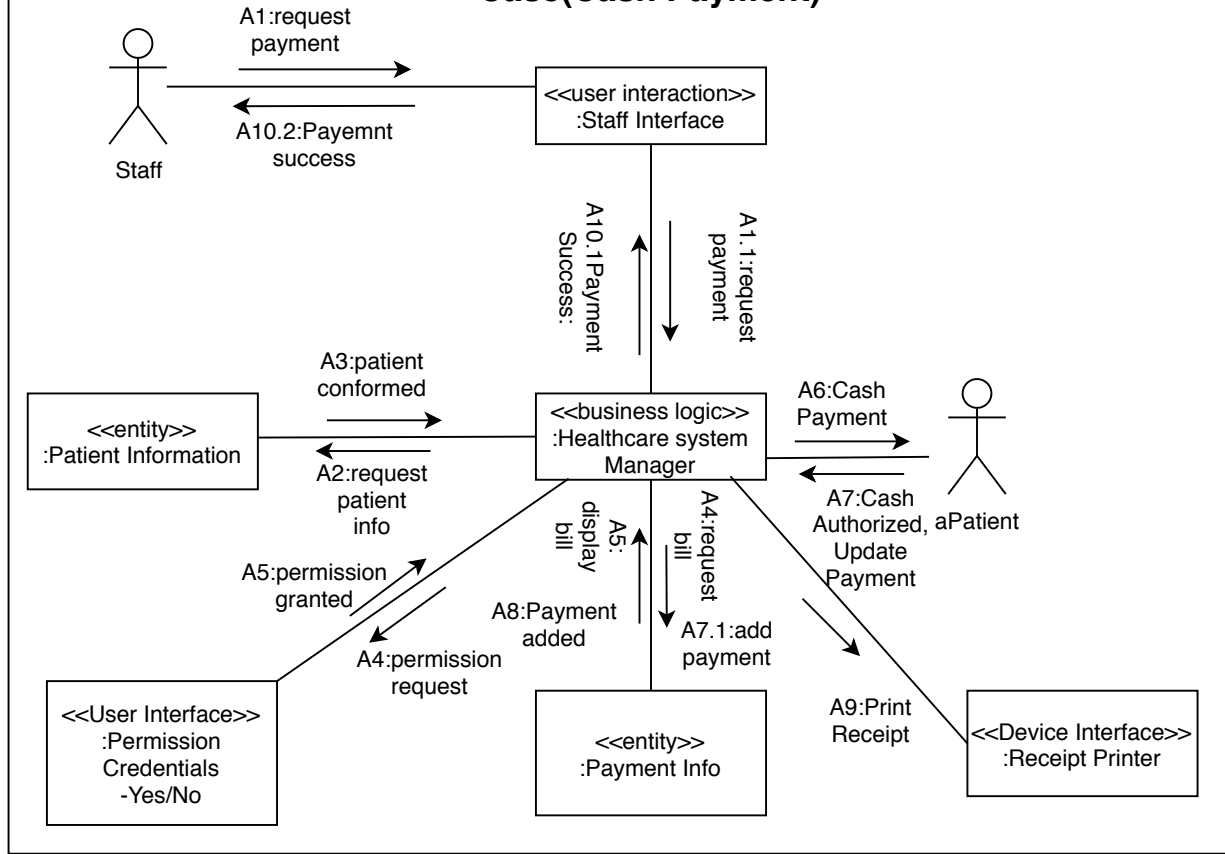 case(Cash Payment)
A1:request
payment
<<user interaction>>
:Staff Interface
A10.2:Payemnt
success
Staff
A10.1Payment
Success:
A1.1:request
payment
A3:patient
conformed
<<entity>>
:Patient Information
A2:request
patient
info
<<business logic>>
:Healthcare system
Manager
A6:Cash
Payment
A7:Cash
Authorized,
Update
Payment
aPatient
A5:
display
bill
A4:request
bill
A5:permission
granted
A4:permission
request
A8:Payment
added
A7.1:add
payment
A9:Print
Receipt
<<User Interface>>
:Permission
Credentials
-Yes/No
<<entity>>
:Payment Info
<<Device Interface>>
:Receipt Printer